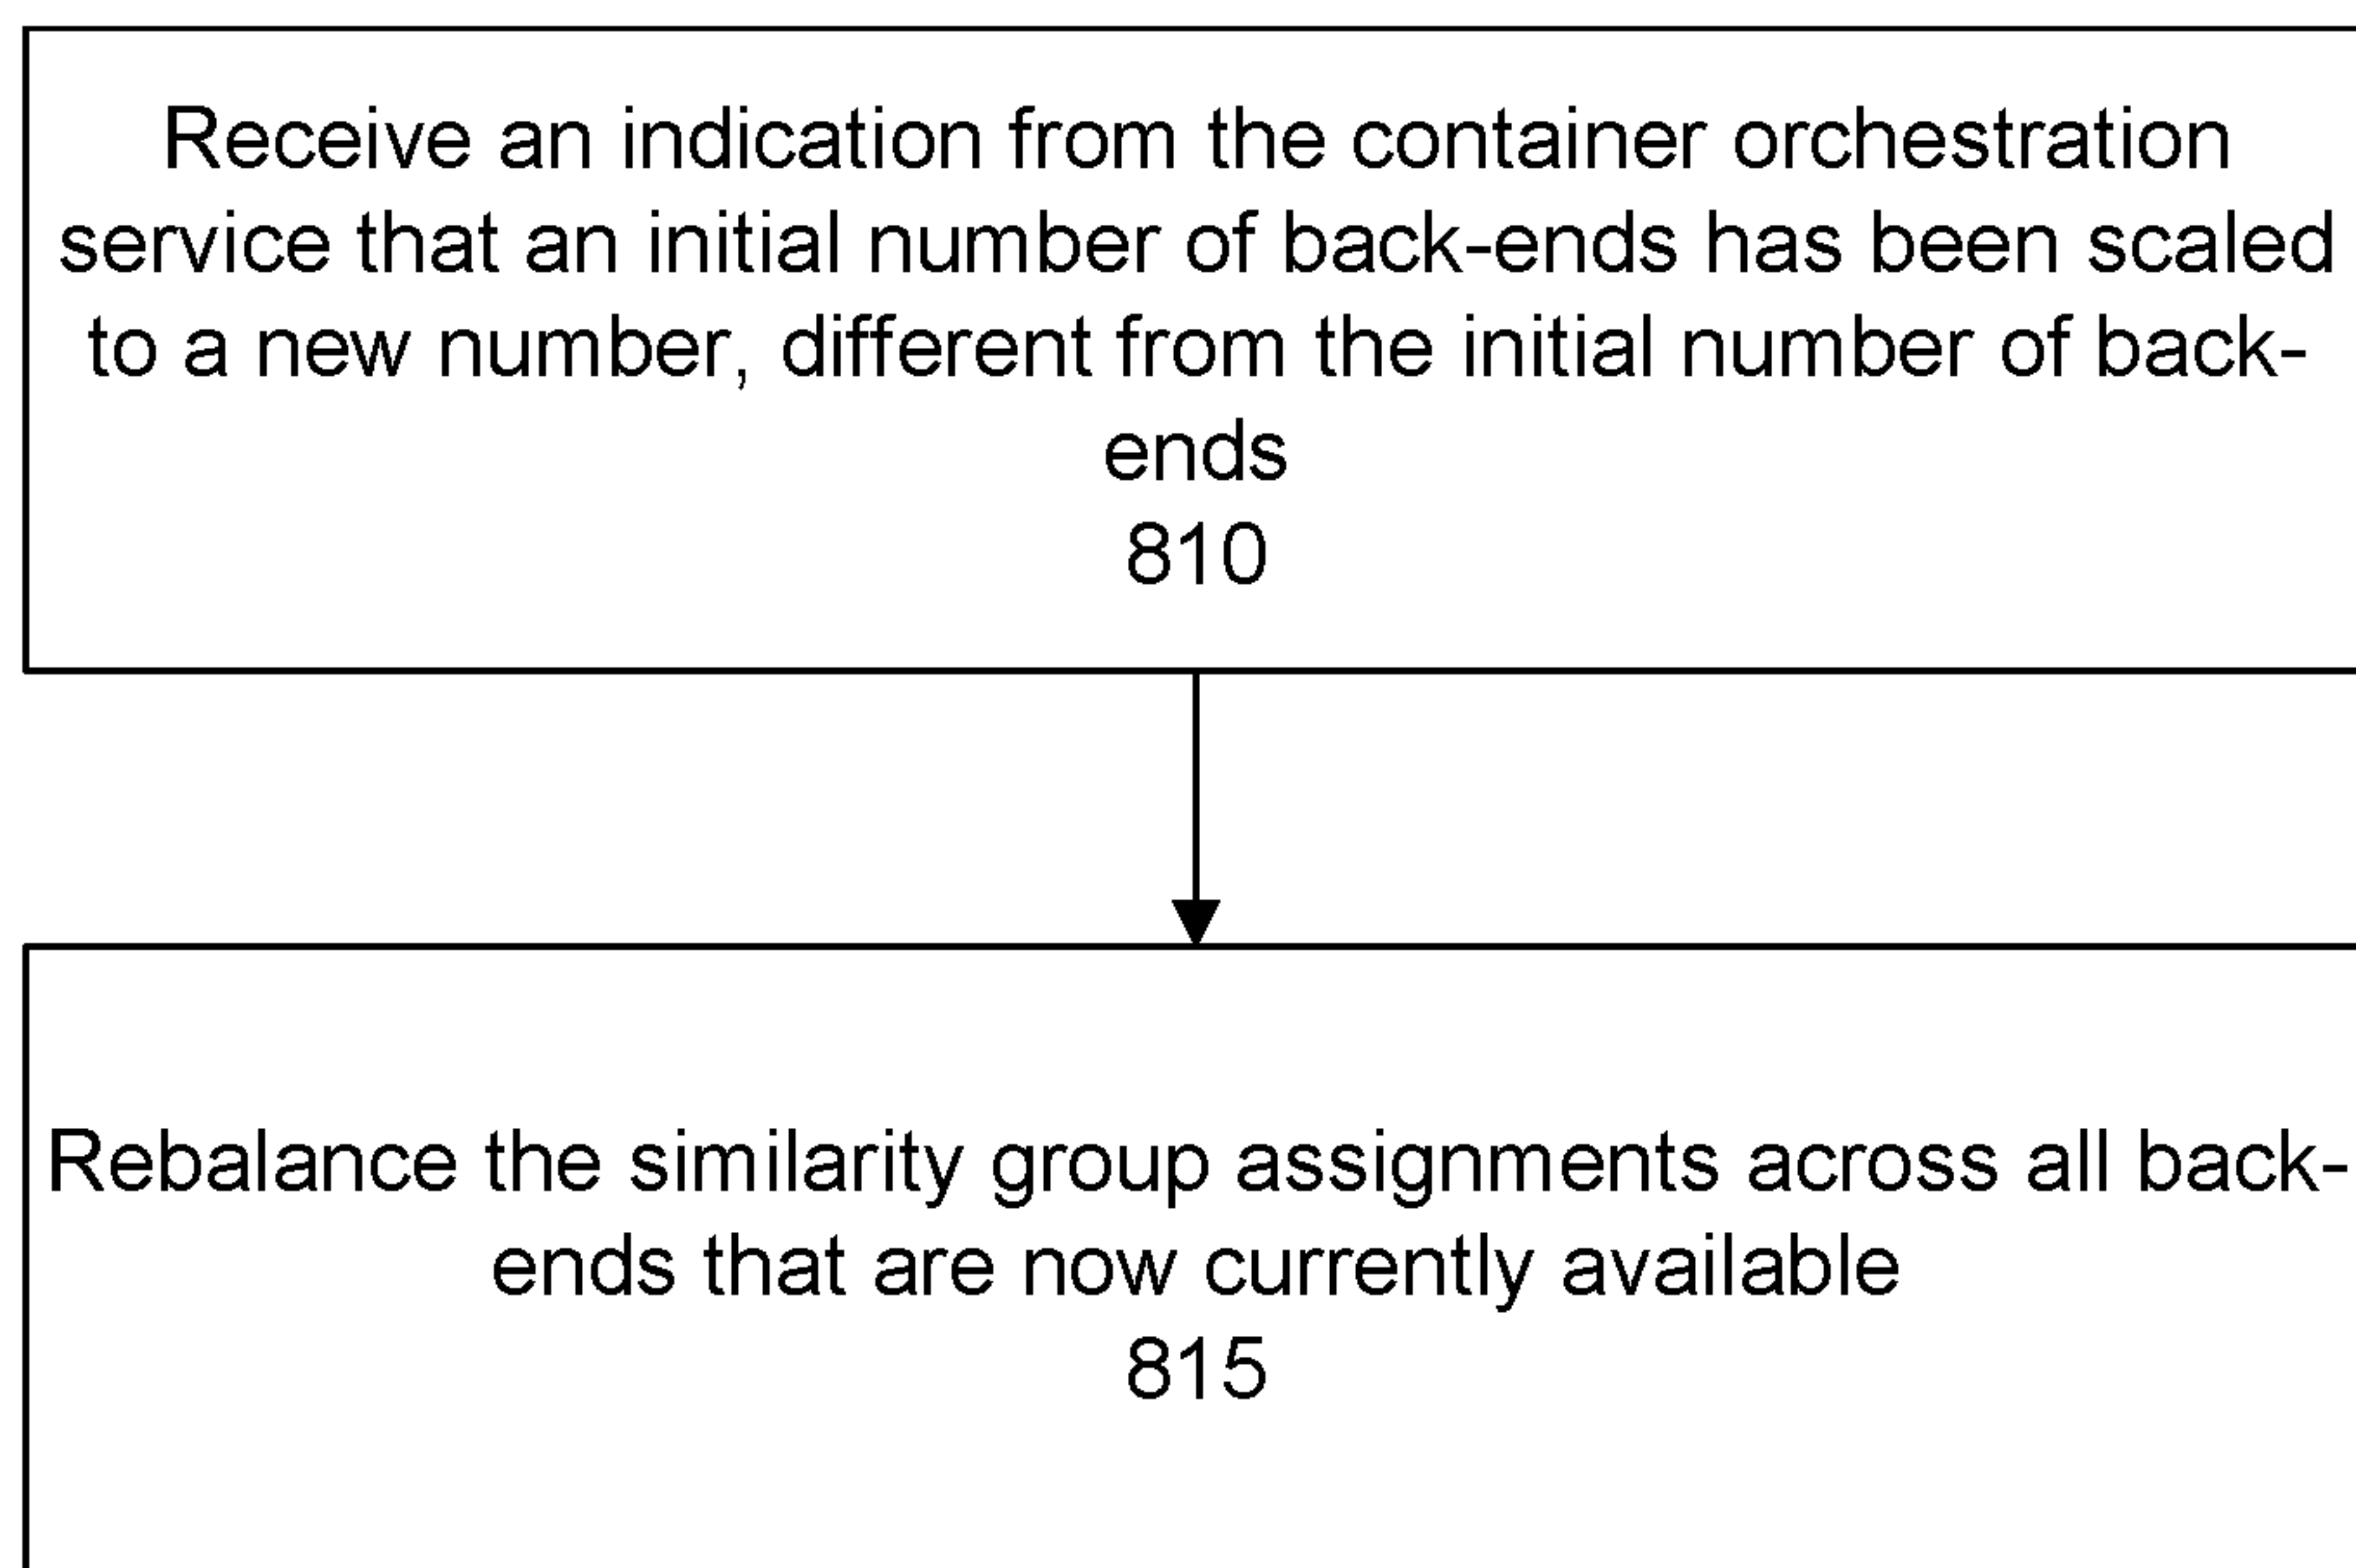 Receive an indication from the container orchestration
service that an initial number of back-ends has been scaled
to a new number, different from the initial number of back-
ends
810
Rebalance the similarity group assignments across all back-
ends that are now currently available
815